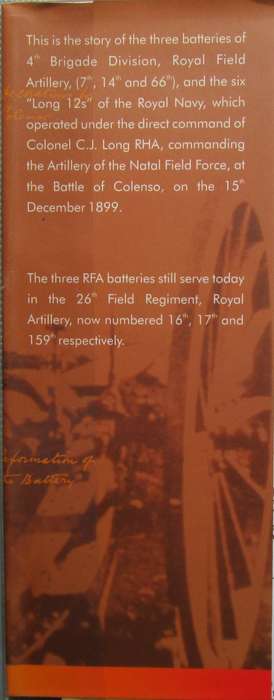 This is the story of the three batteries of
4th Brigade Division, Royal Field
Artillery, (7th, 14th and 66th), and the six
"Long 12s" of the Royal Navy, which
operated under the direct command of
Colonel C.J. Long RHA, commanding
the Artillery of the Natal Field Force, at
the Battle of Colenso, on the 15th
December 1899.
The three RFA batteries still serve today
in the 26th Field Regiment, Royal
Artillery, now numbered 16th, 17th and
159th respectively.
formation of
Battery